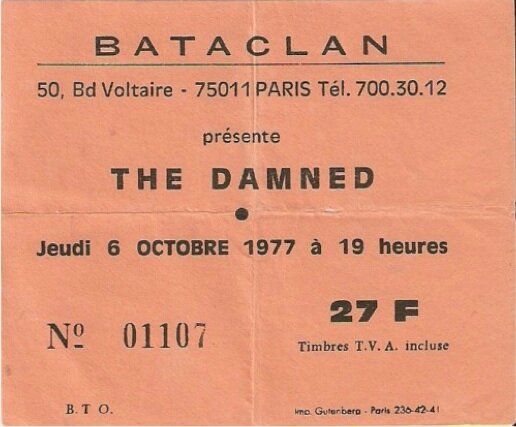 BATACLAN
50, Bd Voltaire - 75011 PARIS Tél. 700.30.12
présente
THE DAMNED
Jeudi 6 OCTOBRE 1977 à 19 heures
27 F
Nº 01107
Timbres T.V.A. incluse
B.T O.
Imp. Gutenberg - Paris 236-42-41